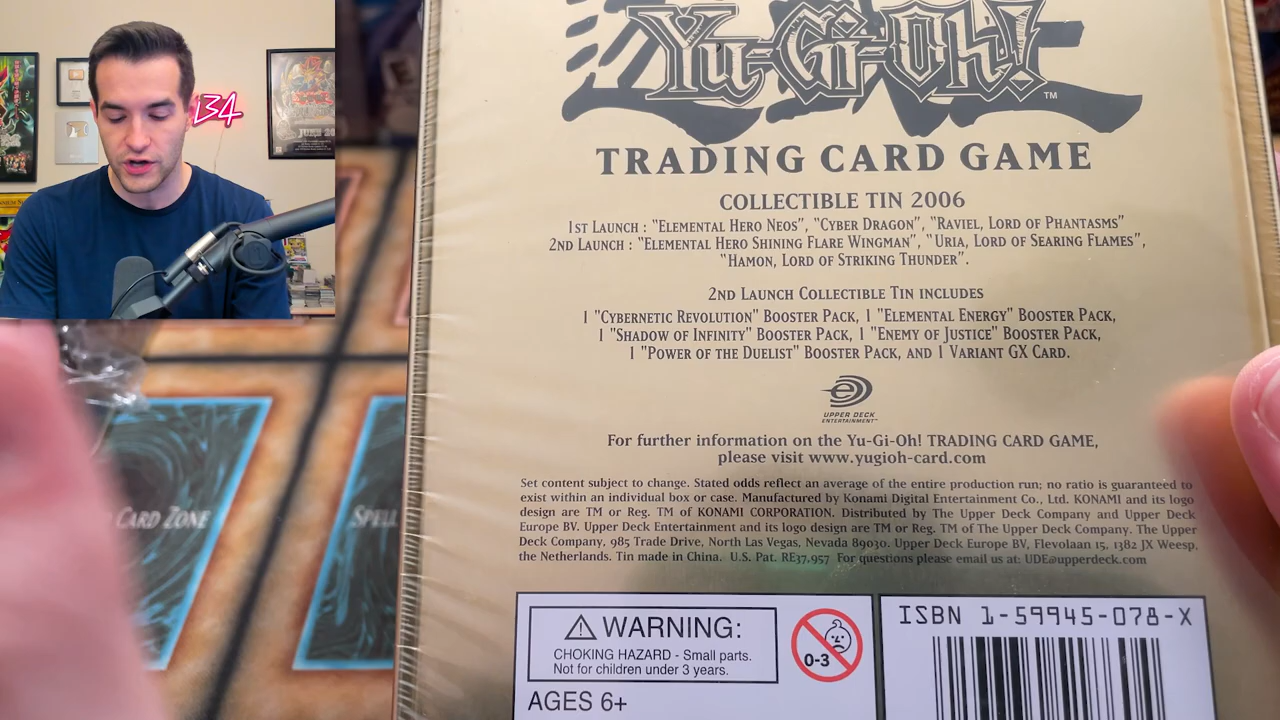 Yu-Gi-Oh!
TM
TRADING CARD GAME
COLLECTIBLE TIN 2006
1ST LAUNCH : "ELEMENTAL HERO NEOS", "CYBER DRAGON", "RAVIEL, LORD OF PHANTASMS"
2ND LAUNCH : "ELEMENTAL HERO SHINING FLARE WINGMAN", "URIA, LORD OF SEARING FLAMES",
"HAMON, LORD OF STRIKING THUNDER".
2ND LAUNCH COLLECTIBLE TIN INCLUDES
1 "CYBERNETIC REVOLUTION" BOOSTER PACK, 1 "ELEMENTAL ENERGY" BOOSTER PACK,
1 "SHADOW OF INFINITY" BOOSTER PACK, 1 "ENEMY OF JUSTICE" BOOSTER PACK,
1 "POWER OF THE DUELIST" BOOSTER PACK, AND 1 VARIANT GX CARD.
UPPER DECK
ENTERTAINMENT
For further information on the Yu-Gi-Oh! TRADING CARD GAME,
please visit www.yugioh-card.com
Set content subject to change. Stated odds reflect an average of the entire production run; no ratio is guaranteed to
exist within an individual box or case. Manufactured by Konami Digital Entertainment Co., Ltd. KONAMI and its logo
design are TM or Reg. TM of KONAMI CORPORATION. Distributed by The Upper Deck Company and Upper Deck
Europe BV. Upper Deck Entertainment and its logo design are TM or Reg. TM of The Upper Deck Company. The Upper
Deck Company, 985 Trade Drive, North Las Vegas, Nevada 89030. Upper Deck Europe BV, Flevolaan 15, 1382 JX Weesp,
the Netherlands. Tin made in China. U.S. Pat. RE37,957 For questions please email us at: UDE@upperdeck.com
WARNING:
CHOKING HAZARD - Small parts.
Not for children under 3 years.
0-3
AGES 6+
ISBN 1-59945-078-X
CARD ZONE
SPELL
JUNE 20